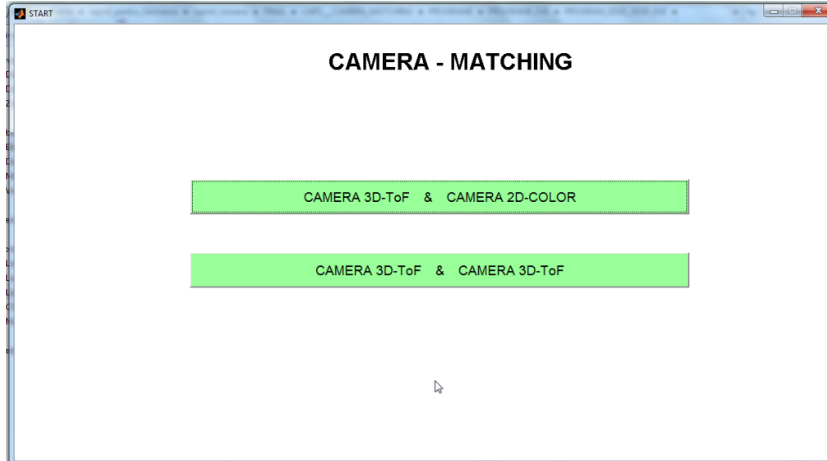 START
CAMERA - MATCHING
CAMERA 3D-ToF & CAMERA 2D-COLOR
CAMERA 3D-ToF & CAMERA 3D-ToF